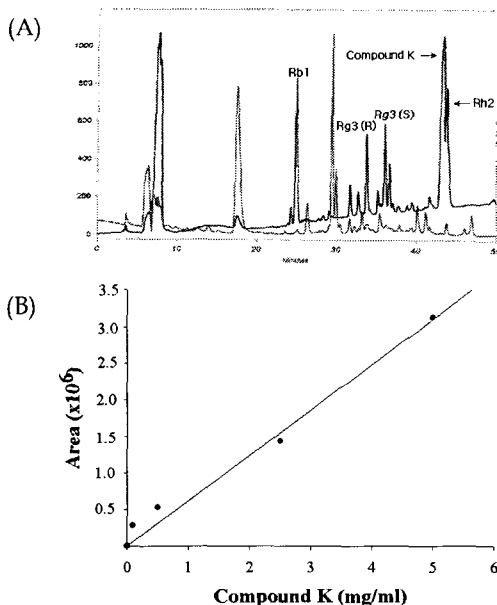 (A)
1000
800
600
400
200
0
Rb1
Rg3 (R)
Rg3 (S)
Compound K
Rh2
0
10
20
30
40
Minutes
(B)
Area (x10⁶)
3.5
3.0
2.5
1.5
1.0
0.5
0
1
2
3
4
5
6
Compound K (mg/ml)